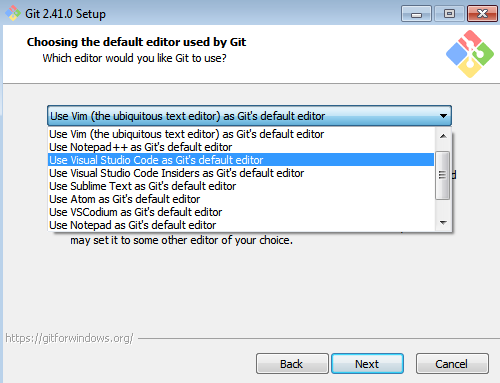 Git 2.41.0 Setup
Choosing the default editor used by Git
Which editor would you like Git to use?
Use Vim (the ubiquitous text editor) as Git's default editor
Use Vim (the ubiquitous text editor) as Git's default editor
Use Notepad++ as Git's default editor
Use Visual Studio Code as Git's default editor
Use Visual Studio Code Insiders as Git's default editor
Use Sublime Text as Git's default editor
Use Atom as Git's default editor
Use VSCodium as Git's default editor
Use Notepad as Git's default editor
may set it to some other editor of your choice.
https://gitforwindows.org/
Back
Next
Cancel